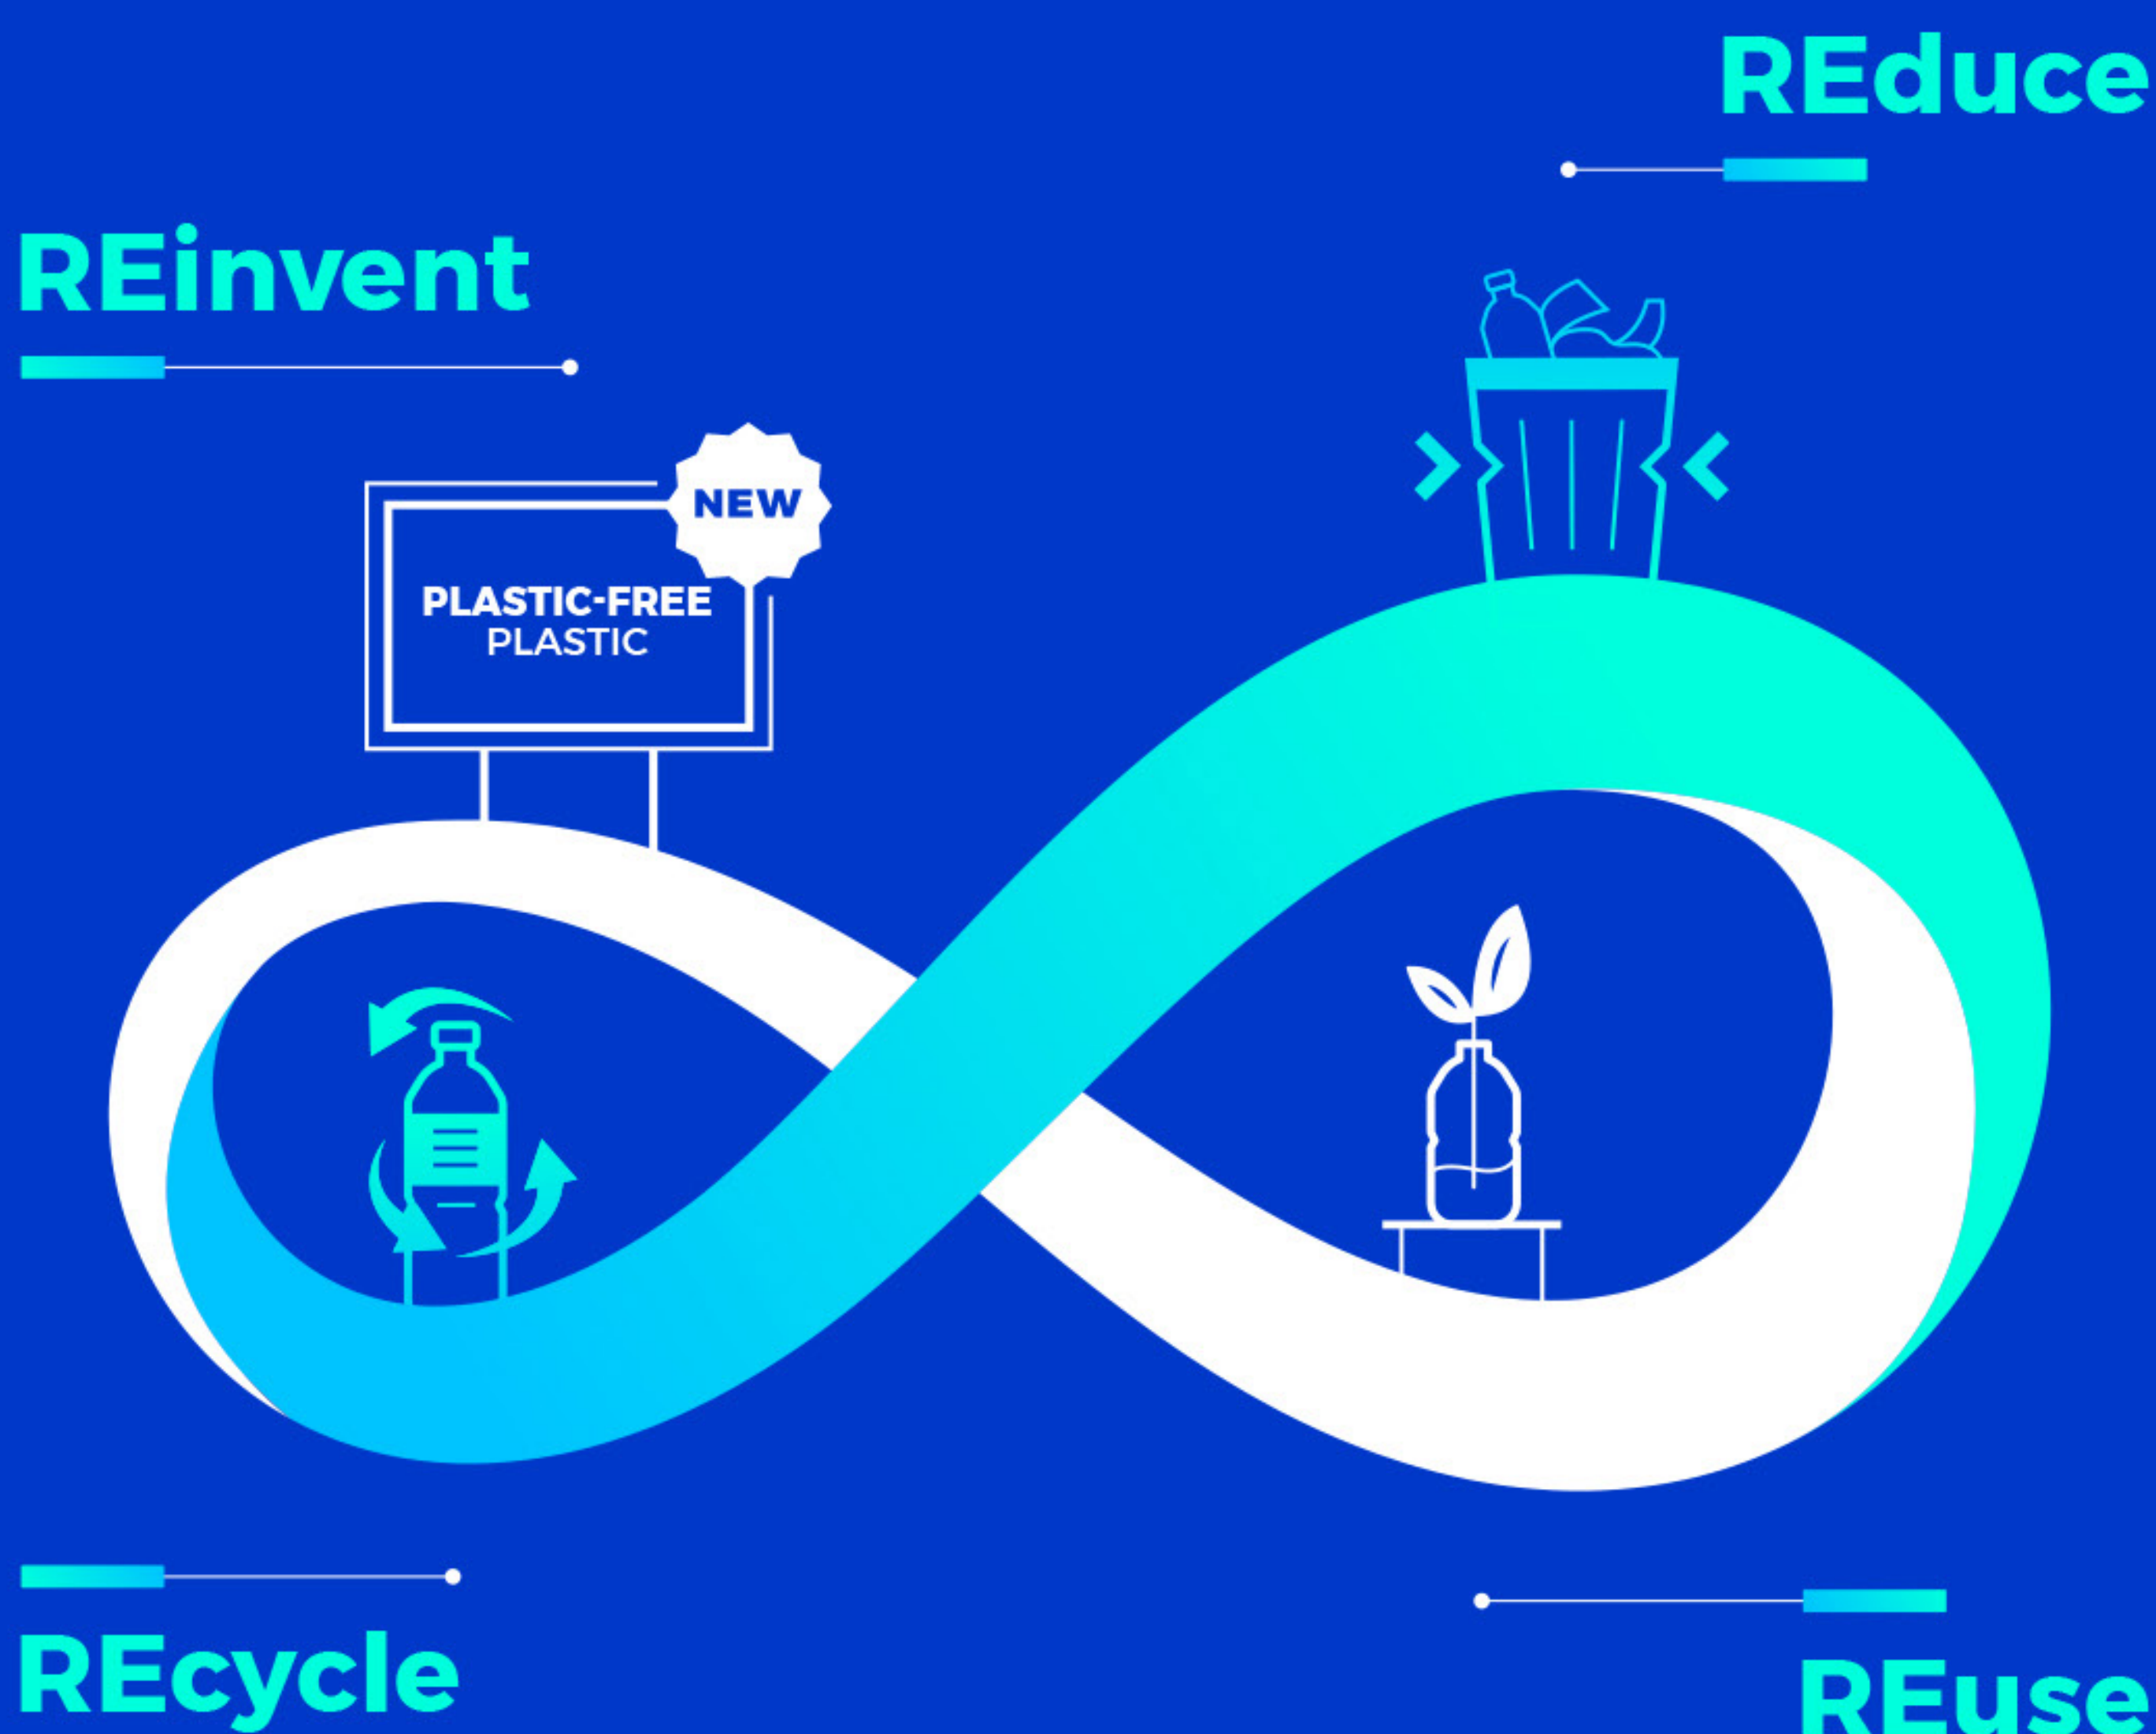 REduce
REinvent
NEW
PLASTIC-FREE
PLASTIC
REcycle
REuse